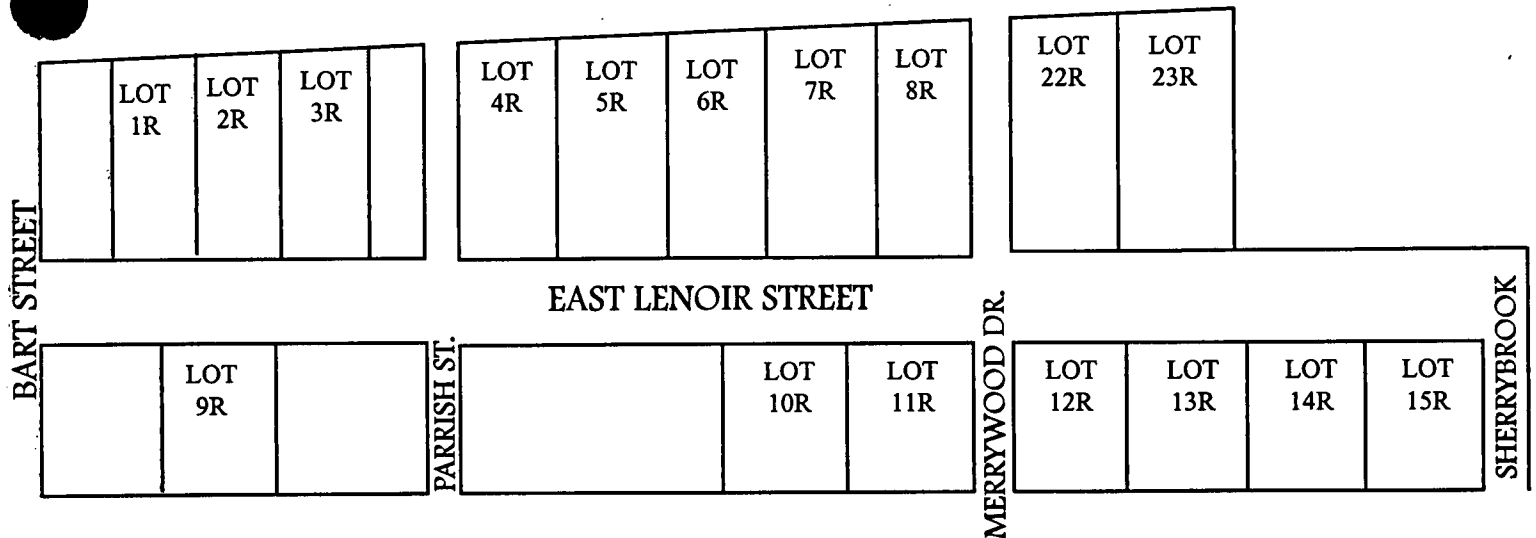 LOT
1R
LOT
2R
LOT
3R
LOT
4R
LOT
5R
LOT
6R
LOT
7R
LOT
8R
LOT
22R
LOT
23R
BART STREET
EAST LENOIR STREET
PARRISH ST.
MERRYWOOD DR.
SHERRYBROOK
LOT
9R
LOT
10R
LOT
11R
LOT
12R
LOT
13R
LOT
14R
LOT
15R